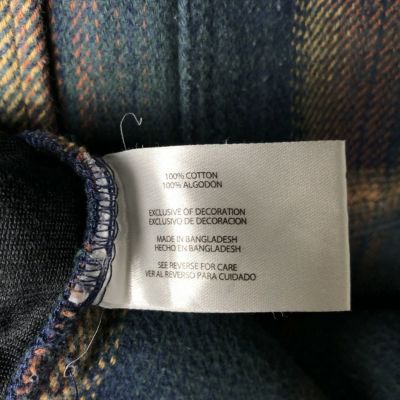 100% COTTON
100% ALGODON
EXCLUSIVE OF DECORATION
EXCLUSIVO DE DECORACION
MADE IN BANGLADESH
HECHO EN BANGLADESH
SEE REVERSE FOR CARE
VER AL REVERSO PARA CUIDADO